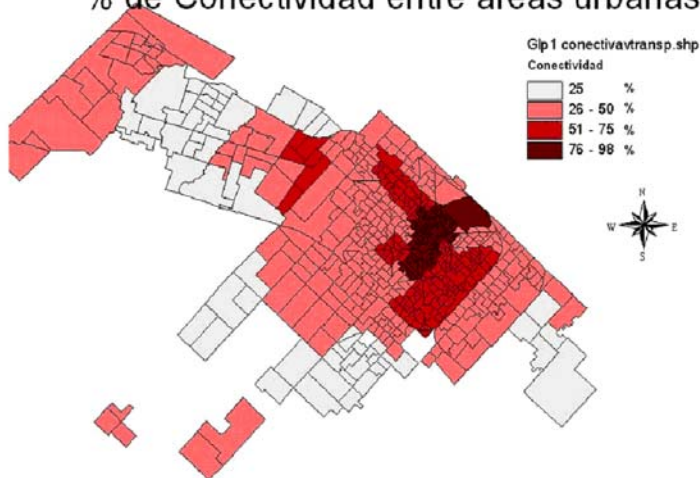 % de Conectividad entre áreas urbanas
Glp1 conectivavtransp.shp
Conectividad
25 %
26 - 50 %
51 - 75 %
76 - 98 %
N
W E
S